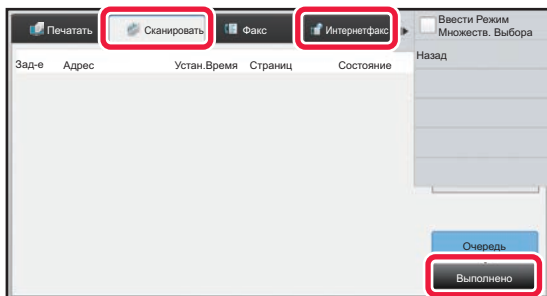 Печатать
Сканировать
Факс
Интернетфакс
Ввести Режим
Множеств. Выбора
Назад
Зад-е Адрес Устан.Время Страниц Состояние
Очередь
Выполнено